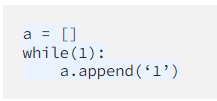 a = []
while(1):
    a.append(‘1’)